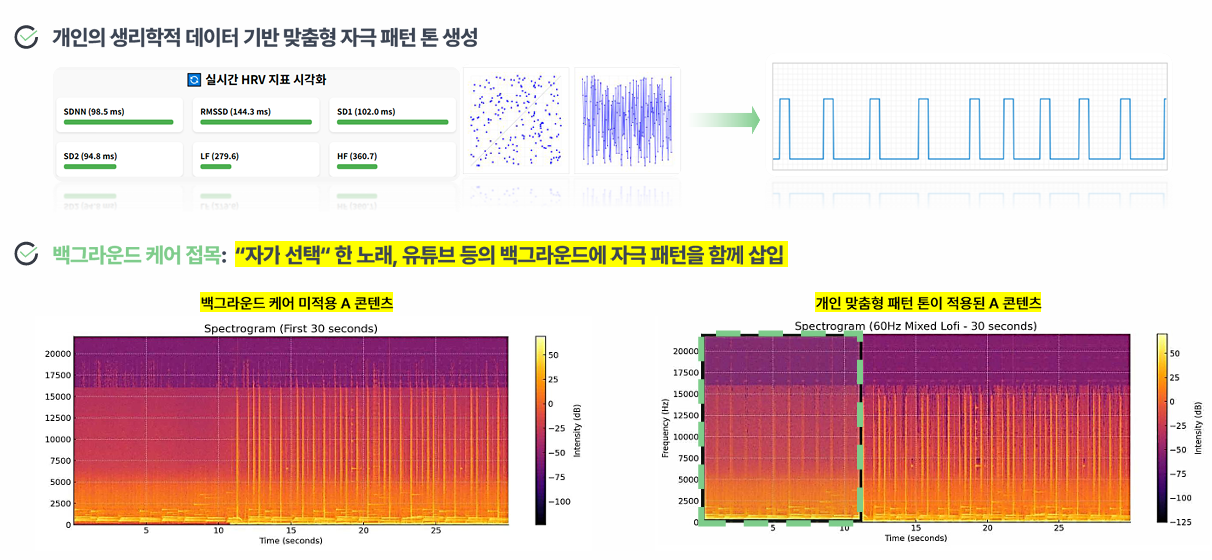 개인의 생리학적 데이터 기반 맞춤형 자극 패턴 톤 생성
실시간 HRV 지표 시각화
SDNN (98.5 ms)
RMSSD (144.3 ms)
SD1 (102.0 ms)
SD2 (94.8 ms)
LF (279.6)
HF (360.7)
백그라운드 케어 접목: “자가 선택“ 한 노래, 유튜브 등의 백그라운드에 자극 패턴을 함께 삽입
백그라운드 케어 미적용 A 콘텐츠
Spectrogram (First 30 seconds)
20000
17500
15000
12500
10000
7500
5000
2500
0
5
10
15
20
25
Time (seconds)
50
25
0
−25
−50
−75
−100
Intensity (dB)
개인 맞춤형 패턴 톤이 적용된 A 콘텐츠
Spectrogram (60Hz Mixed Lofi - 30 seconds)
Frequency (Hz)
20000
17500
15000
12500
10000
7500
5000
2500
0
5
10
15
20
25
Time (seconds)
50
25
0
−25
−50
−75
−100
−125
Intensity (dB)